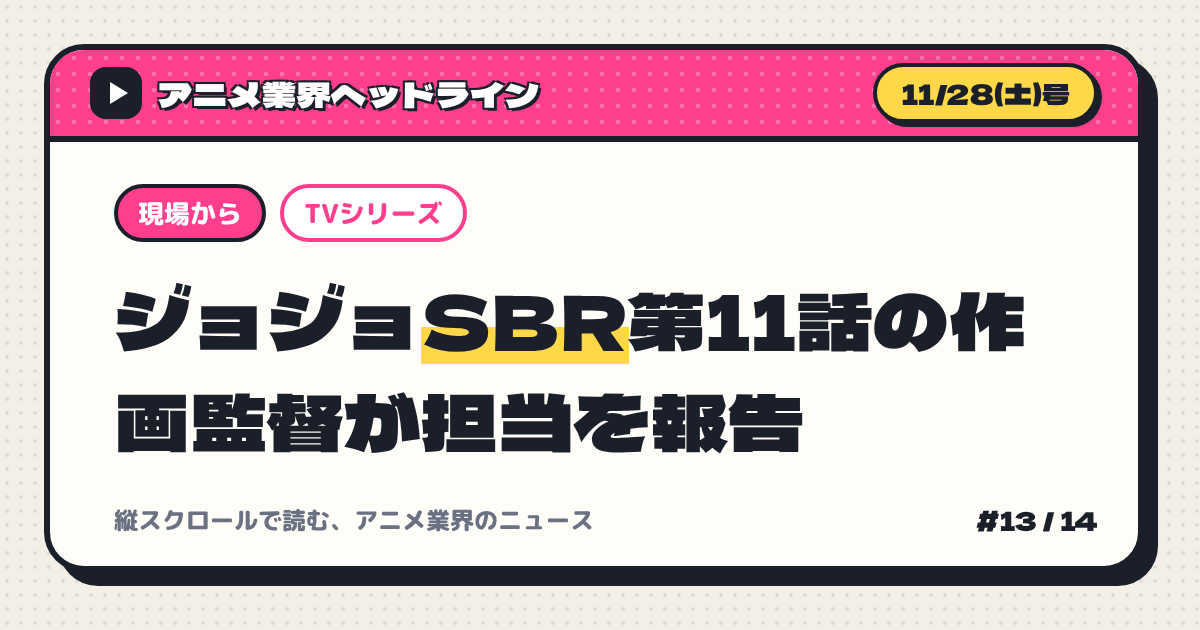 アニメ業界ヘッドライン
11/28(土)号
現場から
TVシリーズ
ジョジョSBR第11話の作
画監督が担当を報告
縦スクロールで読む、アニメ業界のニュース
#13 / 14